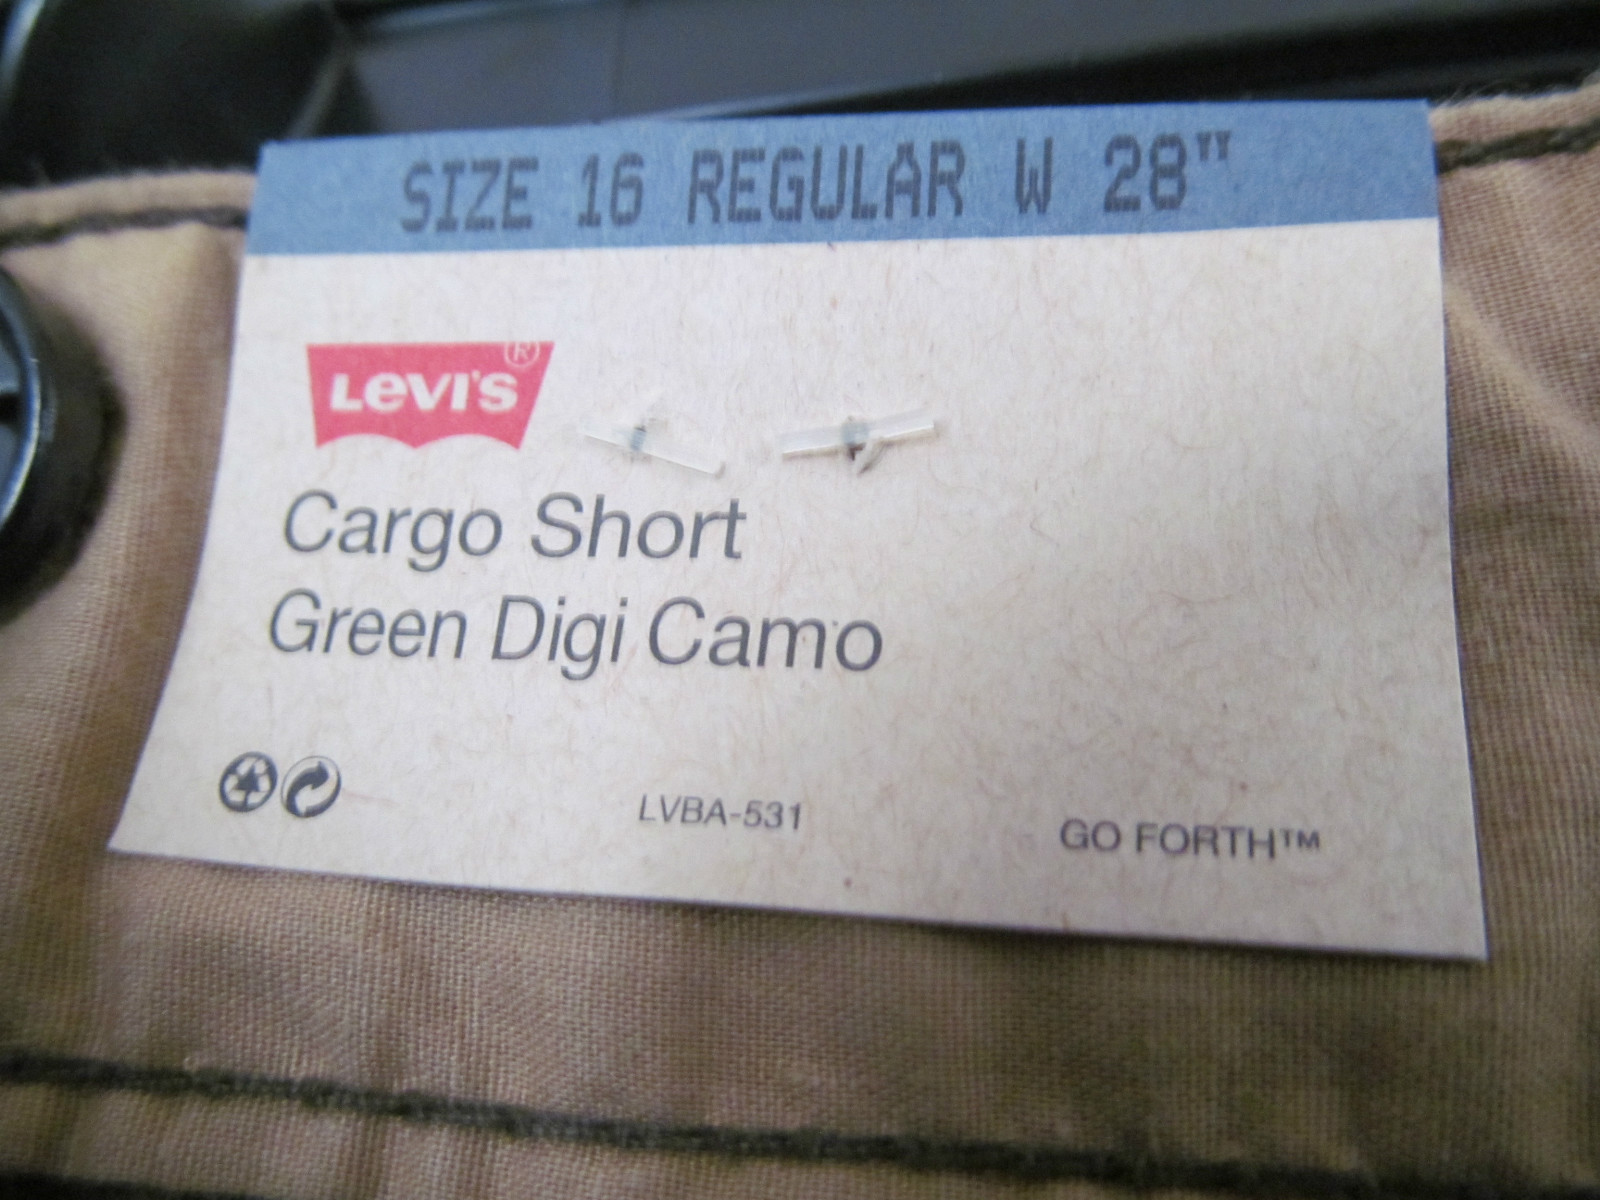 SIZE 16 REGULAR W 28"
LEVI'S®
Cargo Short
Green Digi Camo
LVBA-531
GO FORTH™